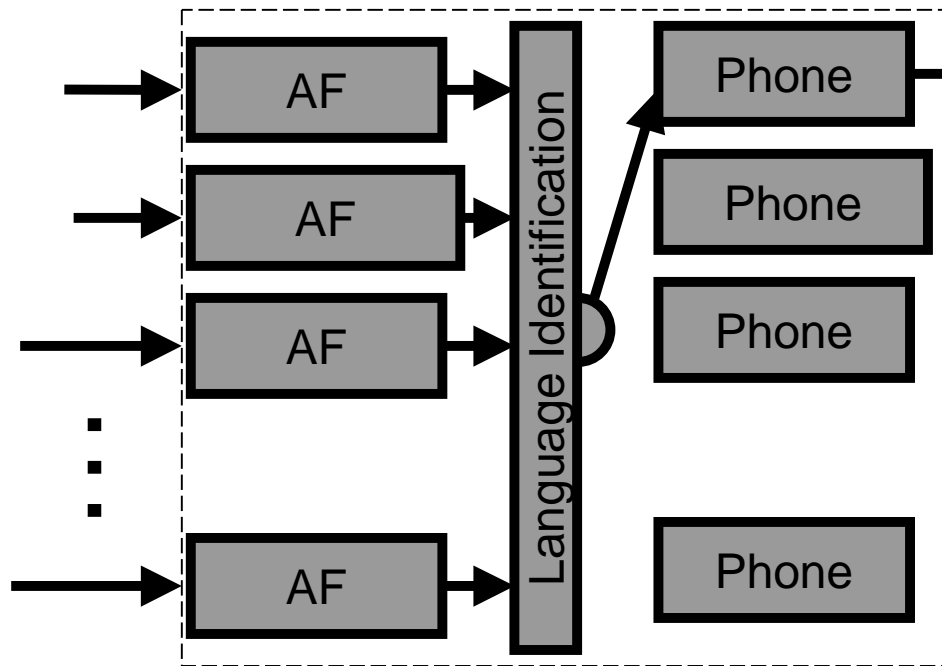 AF
AF
AF
AF
Language Identification
Phone
Phone
Phone
Phone